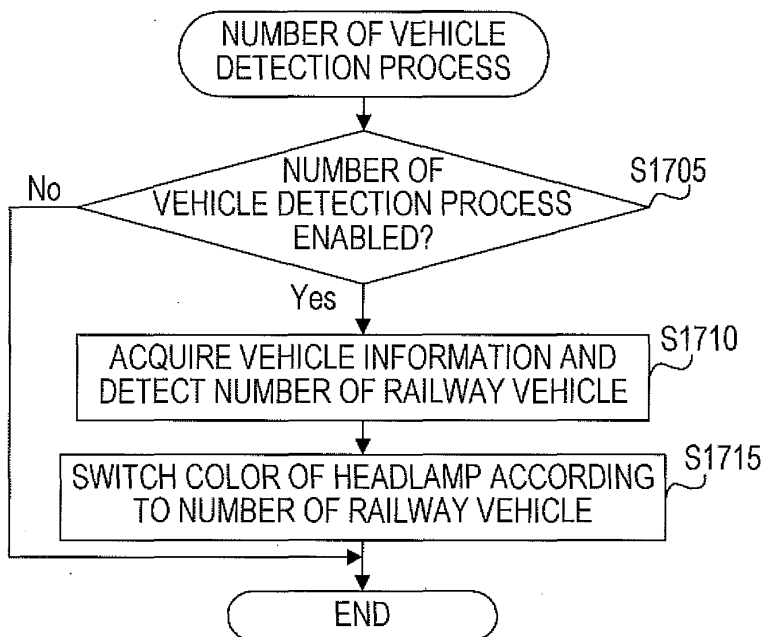 NUMBER OF VEHICLE
DETECTION PROCESS
NUMBER OF
VEHICLE DETECTION PROCESS
ENABLED?
S1705
No
Yes
ACQUIRE VEHICLE INFORMATION AND
DETECT NUMBER OF RAILWAY VEHICLE
S1710
SWITCH COLOR OF HEADLAMP ACCORDING
TO NUMBER OF RAILWAY VEHICLE
S1715
END